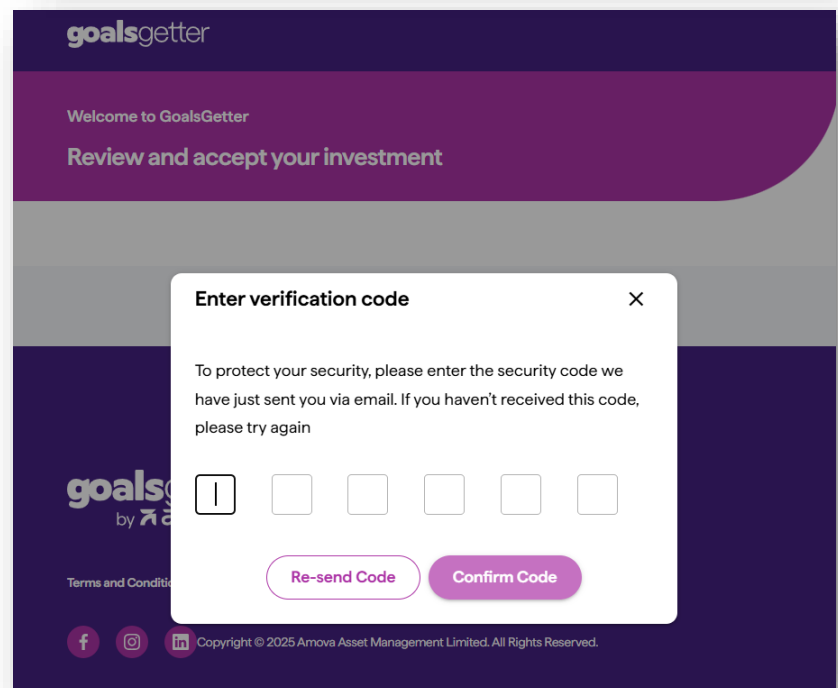 goalsgetter
Welcome to GoalsGetter
Review and accept your investment
Enter verification code
To protect your security, please enter the security code we
have just sent you via email. If you haven't received this code,
please try again
Re-send Code
Confirm Code
goals
by
Terms and Conditio
Copyright © 2025 Amova Asset Management Limited. All Rights Reserved.